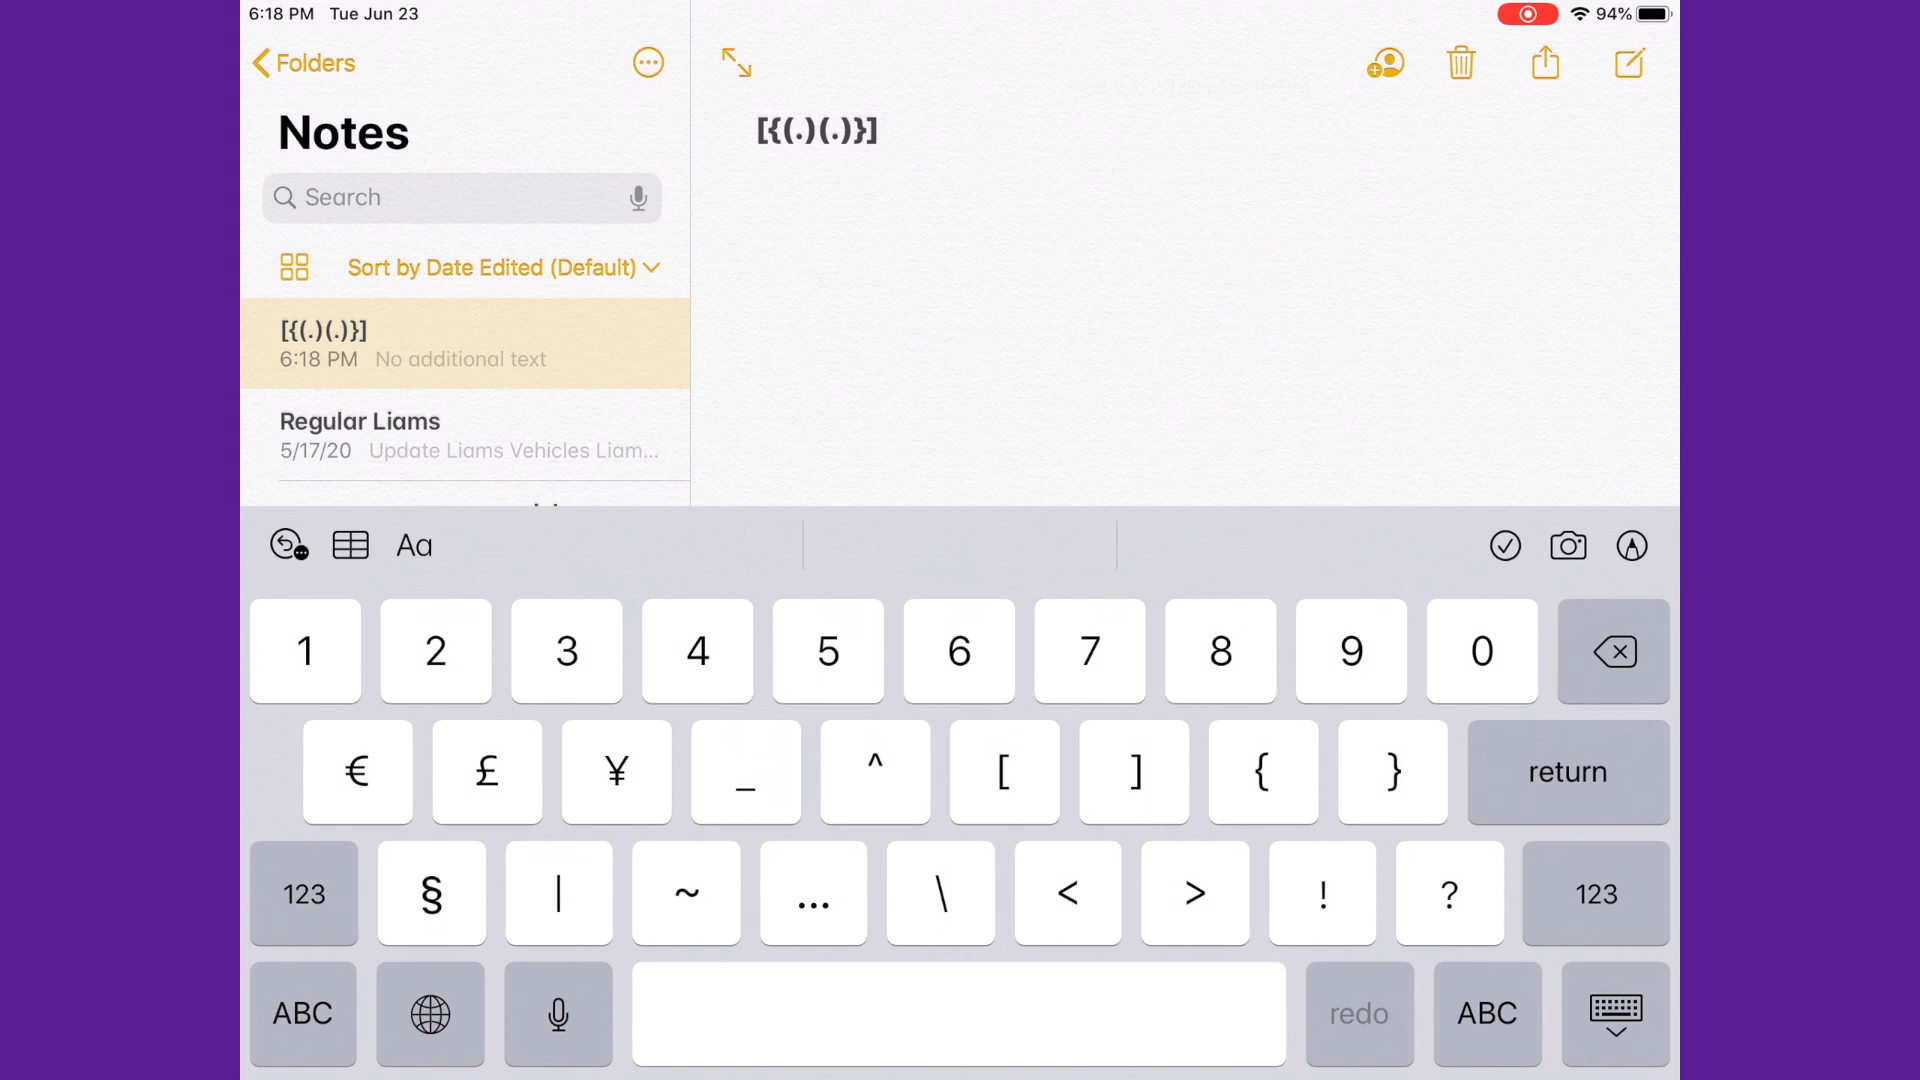 6:18 PM Tue Jun 23
94%
Folders
Notes
Search
Sort by Date Edited (Default)
[{(.)(.)}]
6:18 PM No additional text
Regular Liams
5/17/20 Update Liams Vehicles Liam...
[{(.)(.)}]
Aa
1 2 3 4 5 6 7 8 9 0
€ £ ¥ _ ^ [ ] { } return
123 § | ~ ... \ < > ! ? 123
ABC redo ABC